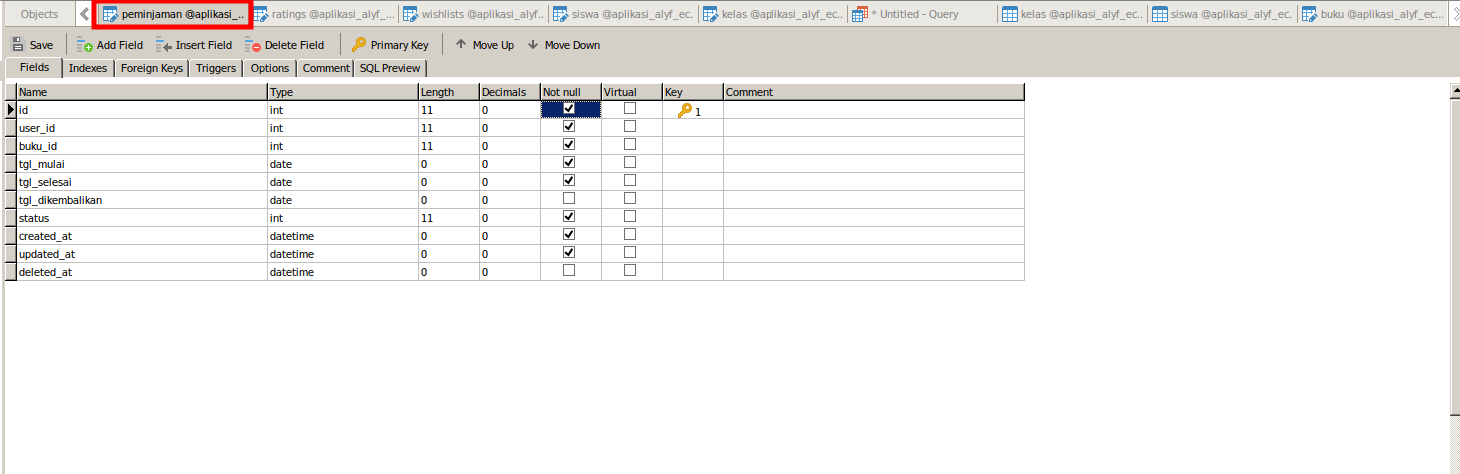 Objects peminjaman @aplikasi_... ratings @aplikasi_alyf_... wishlists @aplikasi_alyf... siswa @aplikasi_alyf_ec... kelas @aplikasi_alyf_ec... * Untitled - Query kelas @aplikasi_alyf_ec... siswa @aplikasi_alyf_ec... buku @aplikasi_alyf_ec...
Save Add Field Insert Field Delete Field Primary Key Move Up Move Down
Fields Indexes Foreign Keys Triggers Options Comment SQL Preview
Name Type Length Decimals Not null Virtual Key Comment
id int 11 0 1
user_id int 11 0
buku_id int 11 0
tgl_mulai date 0 0
tgl_selesai date 0 0
tgl_dikembalikan date 0 0
status int 11 0
created_at datetime 0 0
updated_at datetime 0 0
deleted_at datetime 0 0